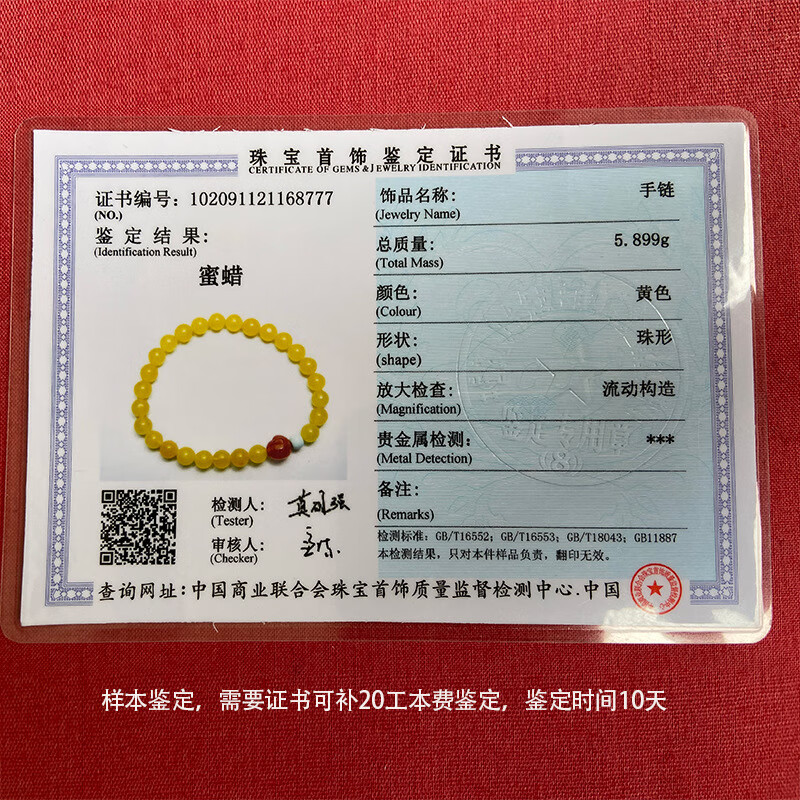 珠宝首饰鉴定证书
CERTIFICATE OF GEMS & JEWELRY IDENTIFICATION
证书编号: 102091121168777
(NO.)
鉴定结果:
(Identification Result)
蜜蜡
检测人:
(Tester)
审核人:
(Checker)
饰品名称: 手链
(Jewelry Name)
总质量: 5.899g
(Total Mass)
颜色: 黄色
(Colour)
形状: 珠形
(shape)
放大检查: 流动构造
(Magnification)
贵金属检测: ***
(Metal Detection)
备注:
(Remarks)
检测标准: GB/T16552; GB/T16553; GB/T18043; GB11887
本检测结果, 只对本件样品负责, 翻印无效。
鉴定专用章
查询网址:中国商业联合会珠宝首饰质量监督检测中心.中国
样本鉴定, 需要证书可补20工本费鉴定, 鉴定时间10天